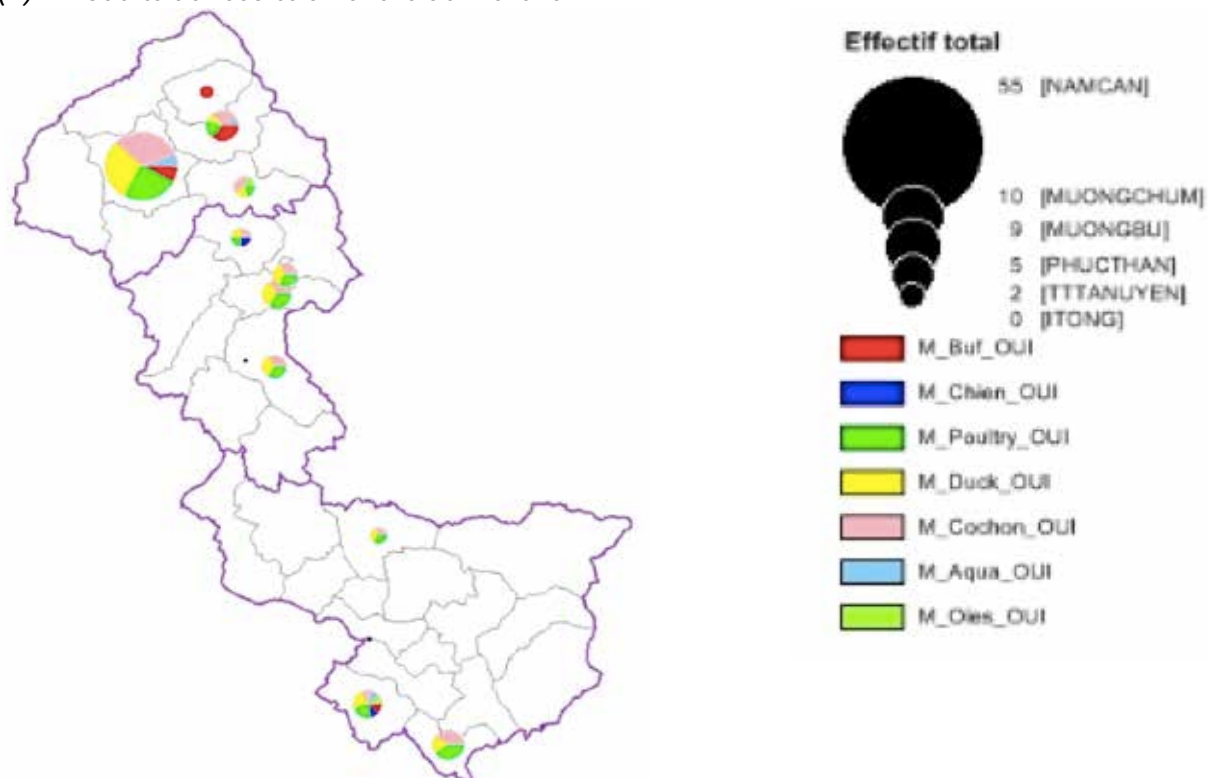 Effectif total
55 [NAMCAN]
10 [MUONGCHUM]
9 [MUONGBU]
5 [PHUCTHAN]
2 [TTTANUYEN]
0 [ITONG]
M_Buf_OUI
M_Chien_OUI
M_Poultry_OUI
M_Duck_OUI
M_Cochon_OUI
M_Aqua_OUI
M_Oies_OUI